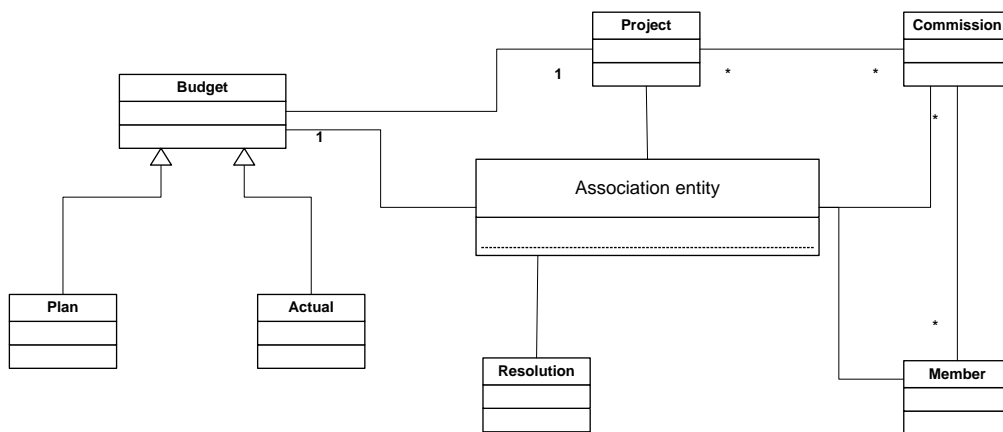 Project
Commission
1
*
*
Budget
*
1
Association entity
Plan
Actual
*
Resolution
Member